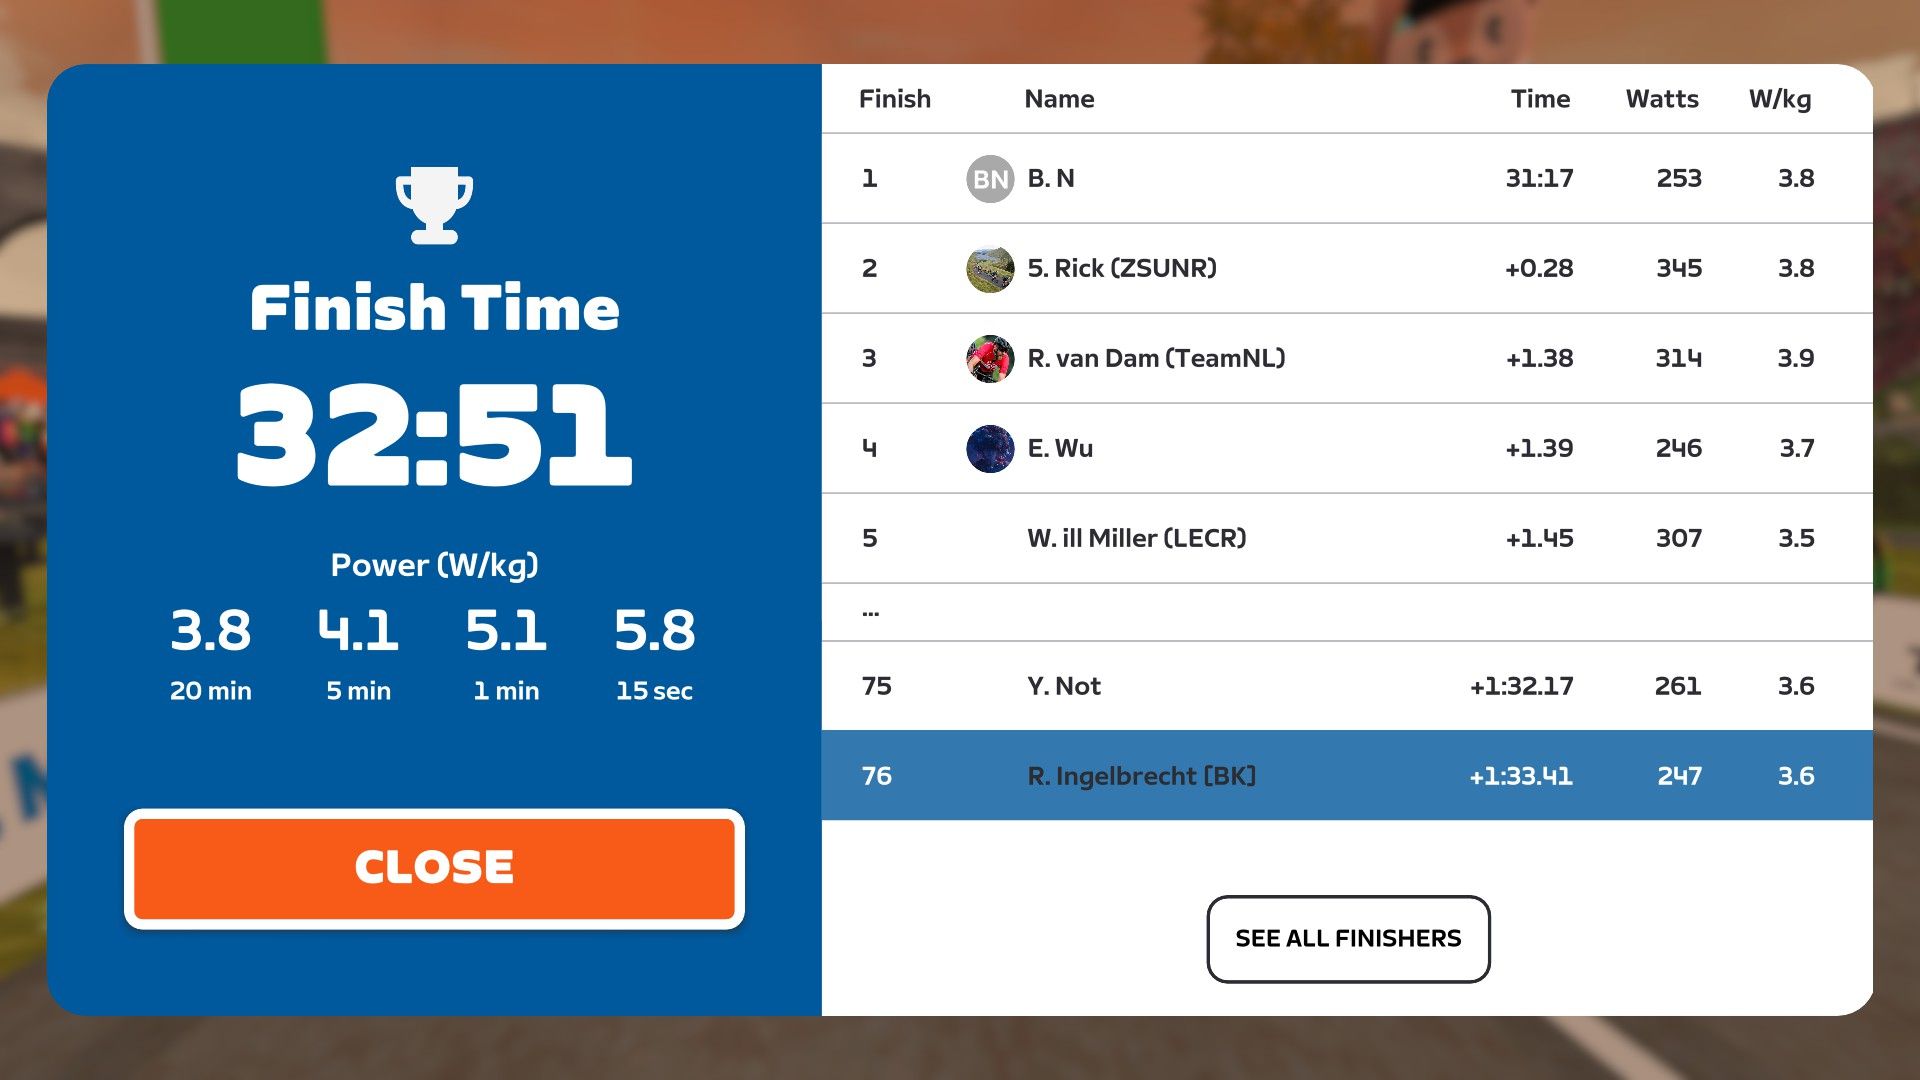 Finish Time
32:51
Power (W/kg)
3.8 4.1 5.1 5.8
20 min 5 min 1 min 15 sec
CLOSE
Finish Name Time Watts W/kg
1 BN B. N 31:17 253 3.8
2 5. Rick (ZSUNR) +0.28 345 3.8
3 R. van Dam (TeamNL) +1.38 314 3.9
4 E. Wu +1.39 246 3.7
5 W. ill Miller (LECR) +1.45 307 3.5
...
75 Y. Not +1:32.17 261 3.6
76 R. Ingelbrecht [BK] +1:33.41 247 3.6
SEE ALL FINISHERS